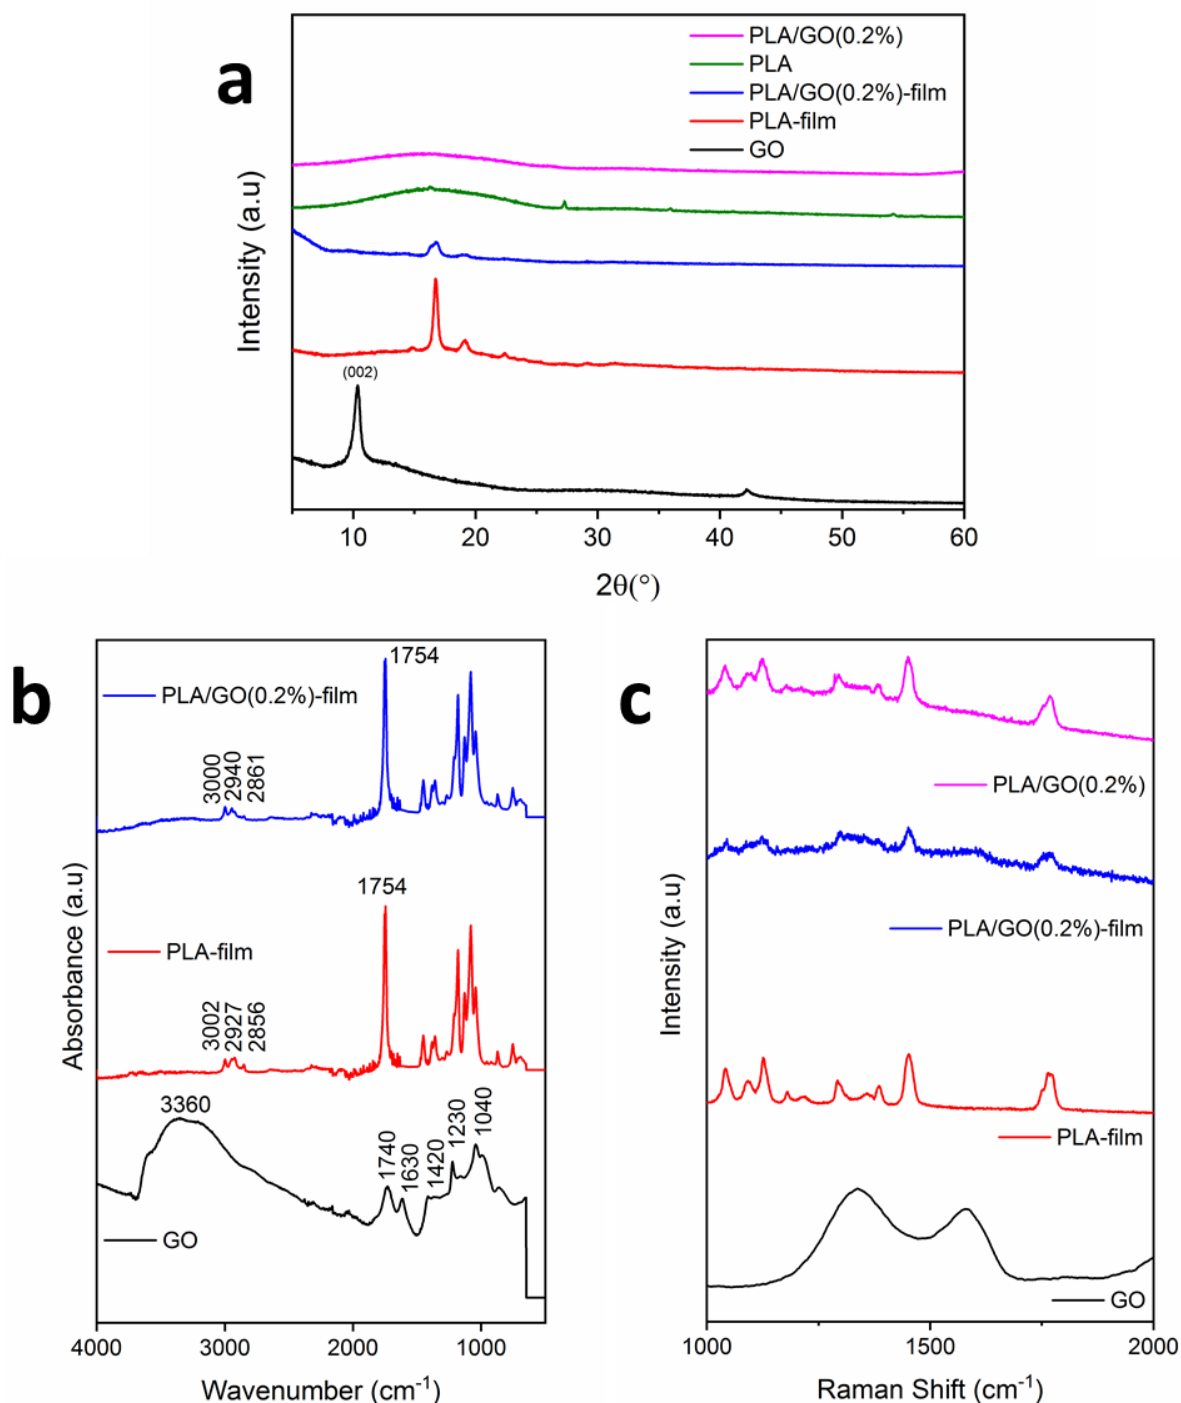 a
PLA/GO(0.2%)
PLA
PLA/GO(0.2%)-film
PLA-film
GO
(002)
Intensity (a.u)
10 20 30 40 50 60
2θ(°)
b
1754
PLA/GO(0.2%)-film
3000 2940 2861
1754
PLA-film
3002 2927 2856
3360
1740 1630 1420 1230 1040
GO
Absorbance (a.u)
4000 3000 2000 1000
Wavenumber (cm⁻¹)
c
PLA/GO(0.2%)
PLA/GO(0.2%)-film
PLA-film
GO
Intensity (a.u)
1000 1500 2000
Raman Shift (cm⁻¹)